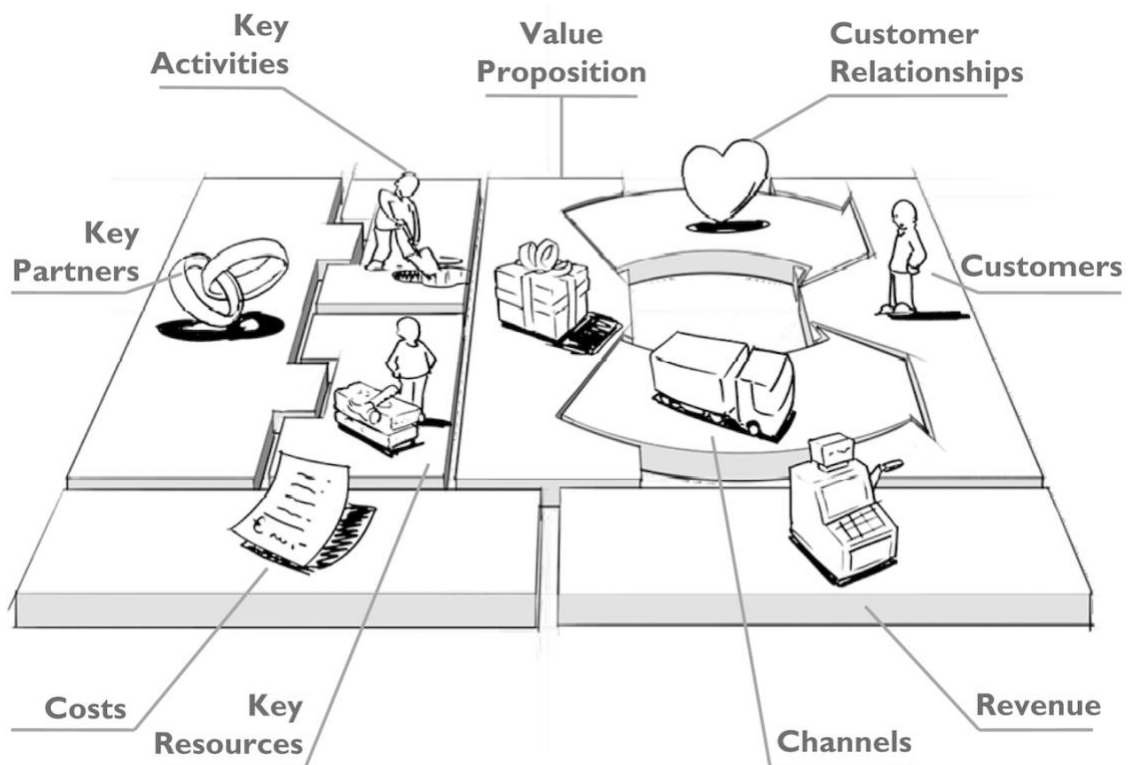 Key
Activities
Value
Proposition
Customer
Relationships
Key
Partners
Customers
Costs
Key
Resources
Channels
Revenue